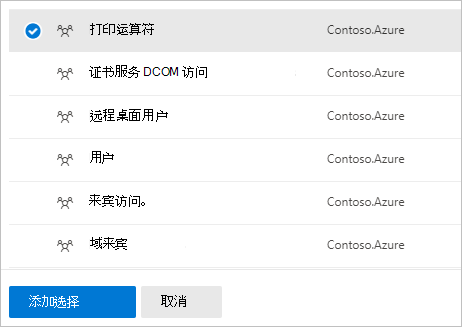 打印运算符 Contoso.Azure
证书服务 DCOM 访问 Contoso.Azure
远程桌面用户 Contoso.Azure
用户 Contoso.Azure
来宾访问。 Contoso.Azure
域来宾 Contoso.Azure
添加选择 取消